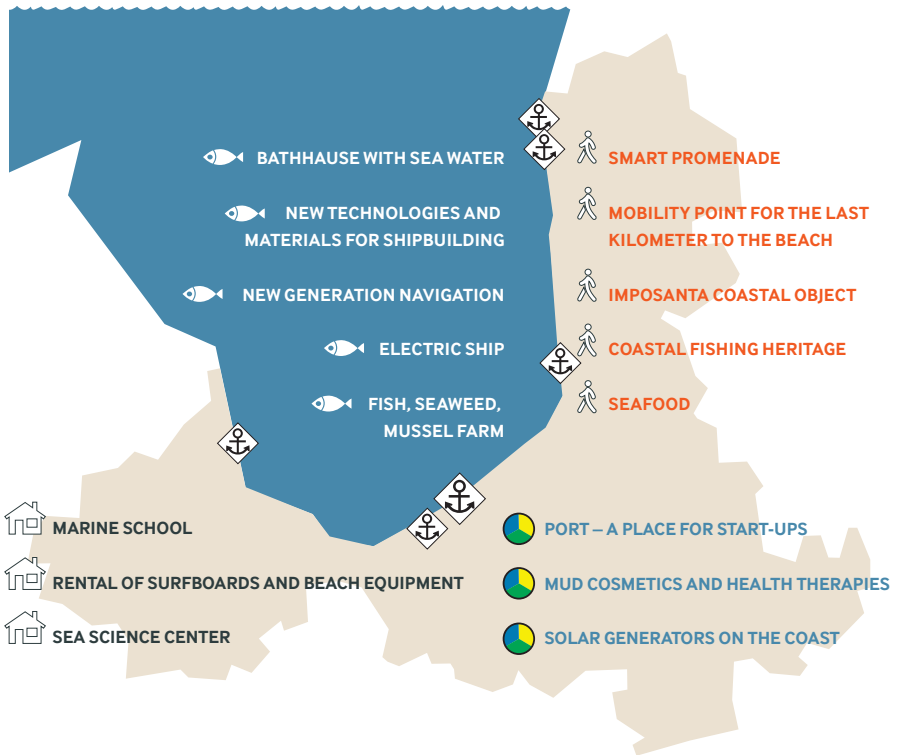 BATHHOUSE WITH SEA WATER
NEW TECHNOLOGIES AND
MATERIALS FOR SHIPBUILDING
NEW GENERATION NAVIGATION
ELECTRIC SHIP
FISH, SEAWEED,
MUSSEL FARM
SMART PROMENADE
MOBILITY POINT FOR THE LAST
KILOMETER TO THE BEACH
IMPOSANTA COASTAL OBJECT
COASTAL FISHING HERITAGE
SEAFOOD
MARINE SCHOOL
RENTAL OF SURFBOARDS AND BEACH EQUIPMENT
SEA SCIENCE CENTER
PORT – A PLACE FOR START-UPS
MUD COSMETICS AND HEALTH THERAPIES
SOLAR GENERATORS ON THE COAST